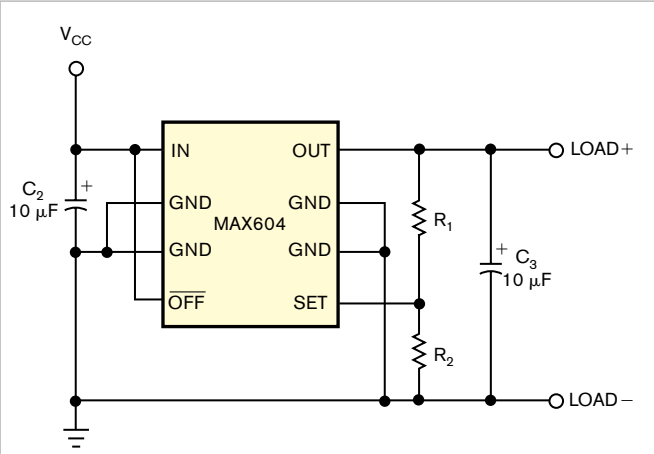 VCC
IN
OUT
LOAD+
C2
+
10 μF
GND
GND
MAX604
R1
GND
GND
+
C3
10 μF
OFF
SET
R2
LOAD−